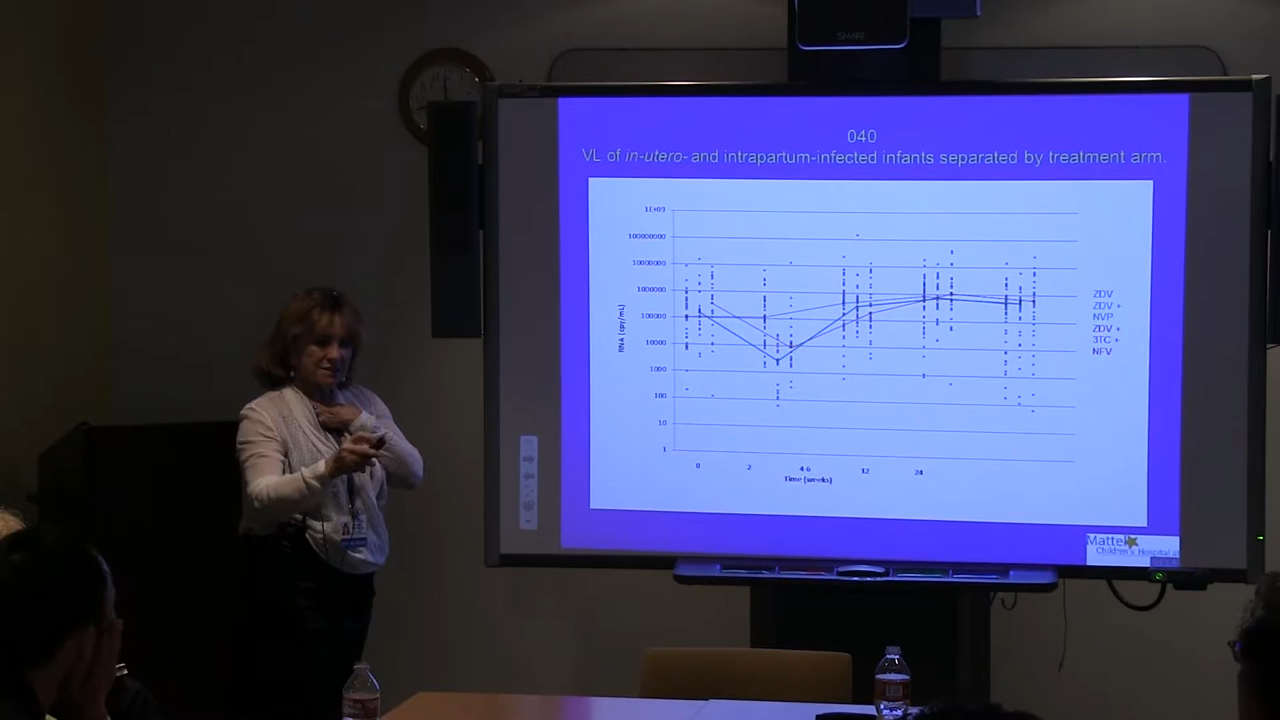 SMART
040
VL of in-utero- and intrapartum-infected infants separated by treatment arm.
1E+09
100000000
10000000
1000000
100000
10000
1000
100
10
1
RNA (cpy/mL)
0 2 4-6 12 24
Time (weeks)
ZDV
ZDV +
NVP
ZDV +
3TC +
NFV
Mattel
Children's Hospital at